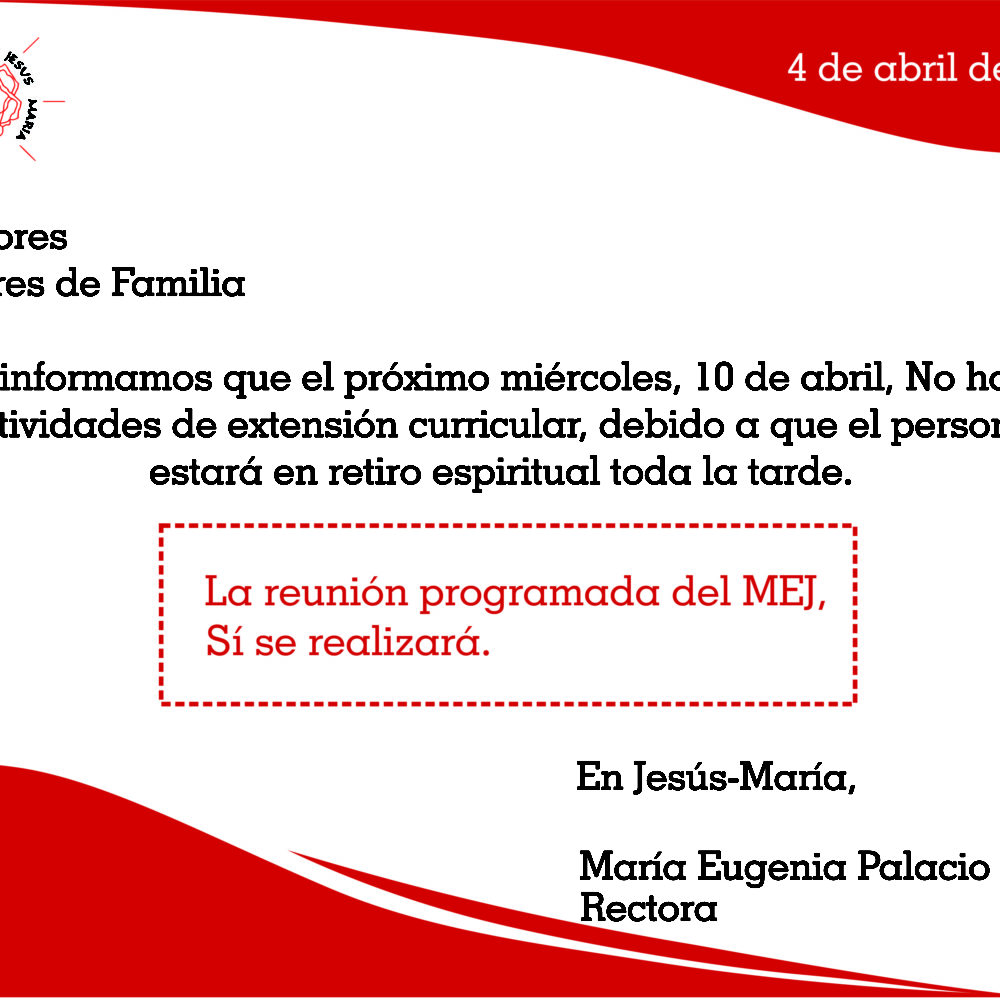 JESUS MARIA
4 de abril de
ores
res de Familia
informamos que el próximo miércoles, 10 de abril, No ha
tividades de extensión curricular, debido a que el person
estará en retiro espiritual toda la tarde.
La reunión programada del MEJ,
Sí se realizará.
En Jesús-María,
María Eugenia Palacio
Rectora